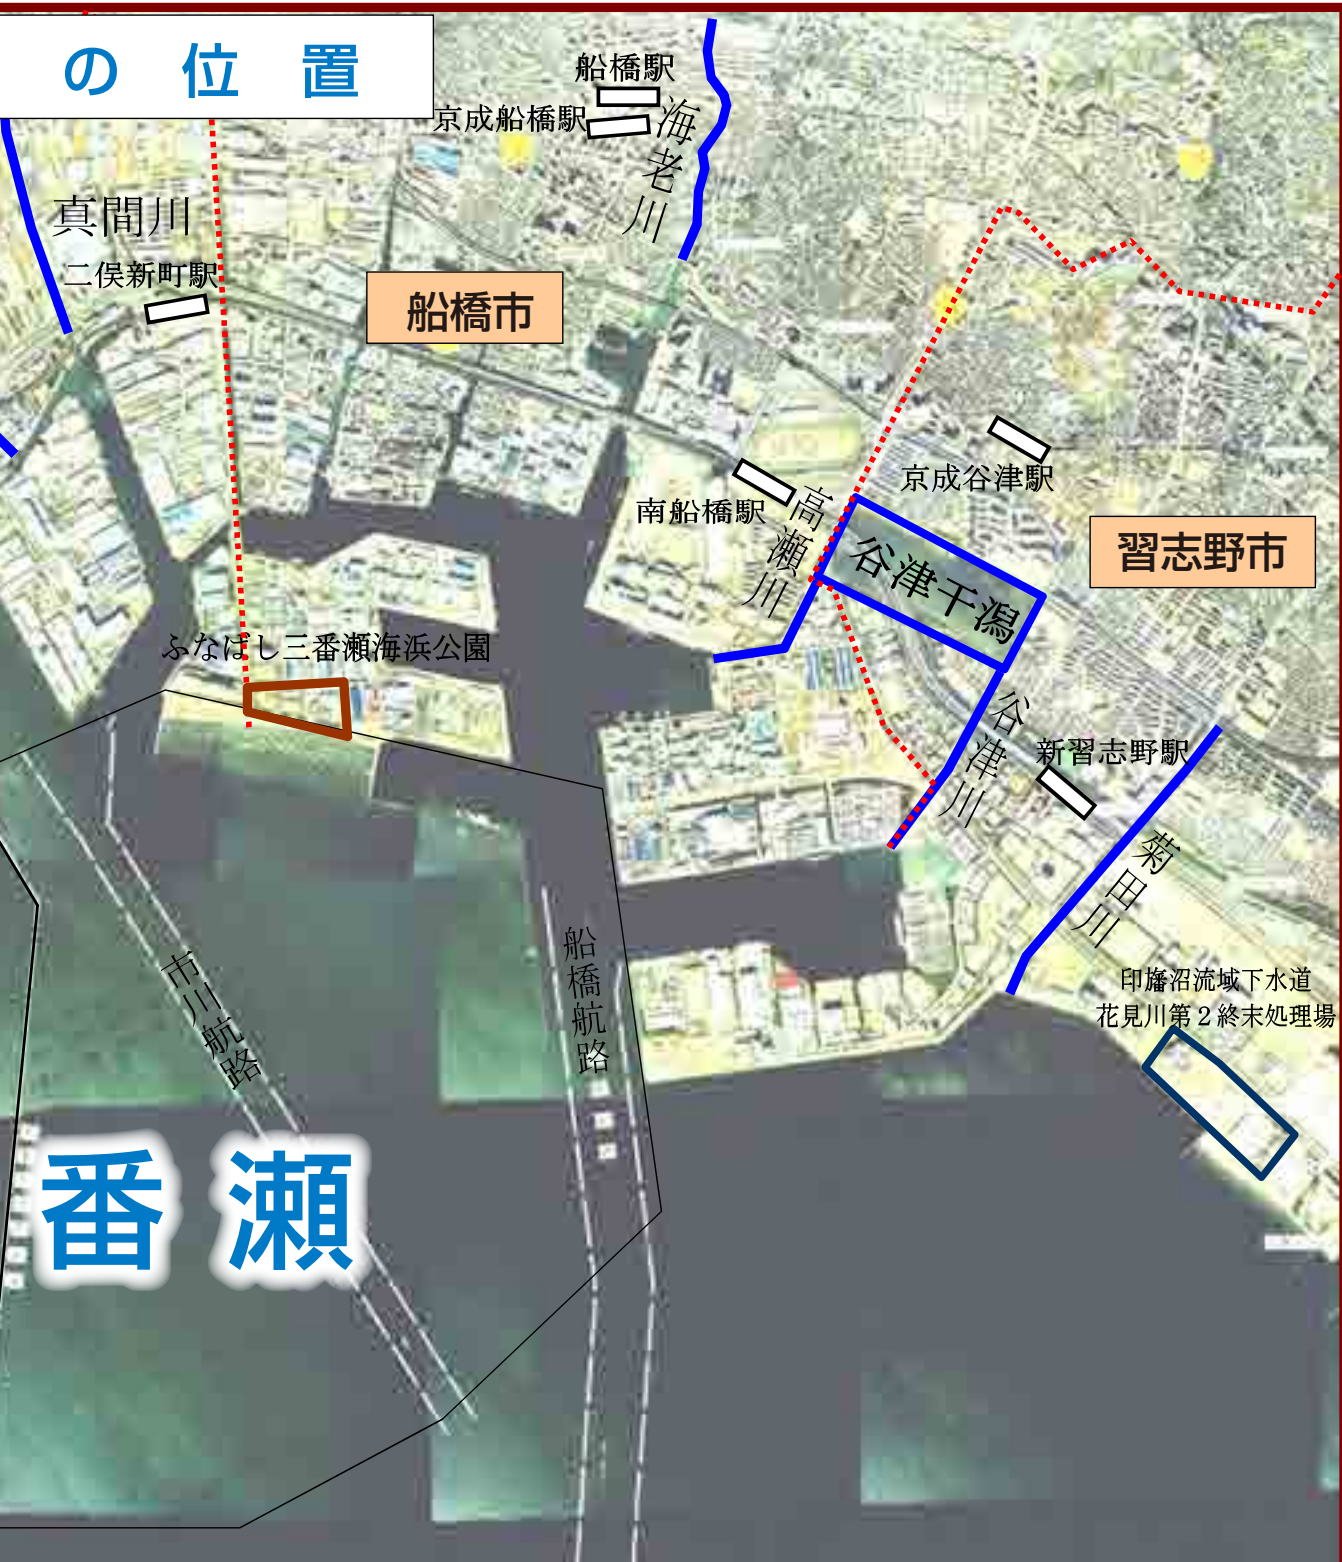 の位置
船橋駅
京成船橋駅
海老川
真間川
二俣新町駅
船橋市
京成谷津駅
南船橋駅
高瀬川
習志野市
谷津干潟
ふなばし三番瀬海浜公園
谷津川
新習志野駅
菊田川
市川航路
船橋航路
印旛沼流域下水道
花見川第２終末処理場
番瀬